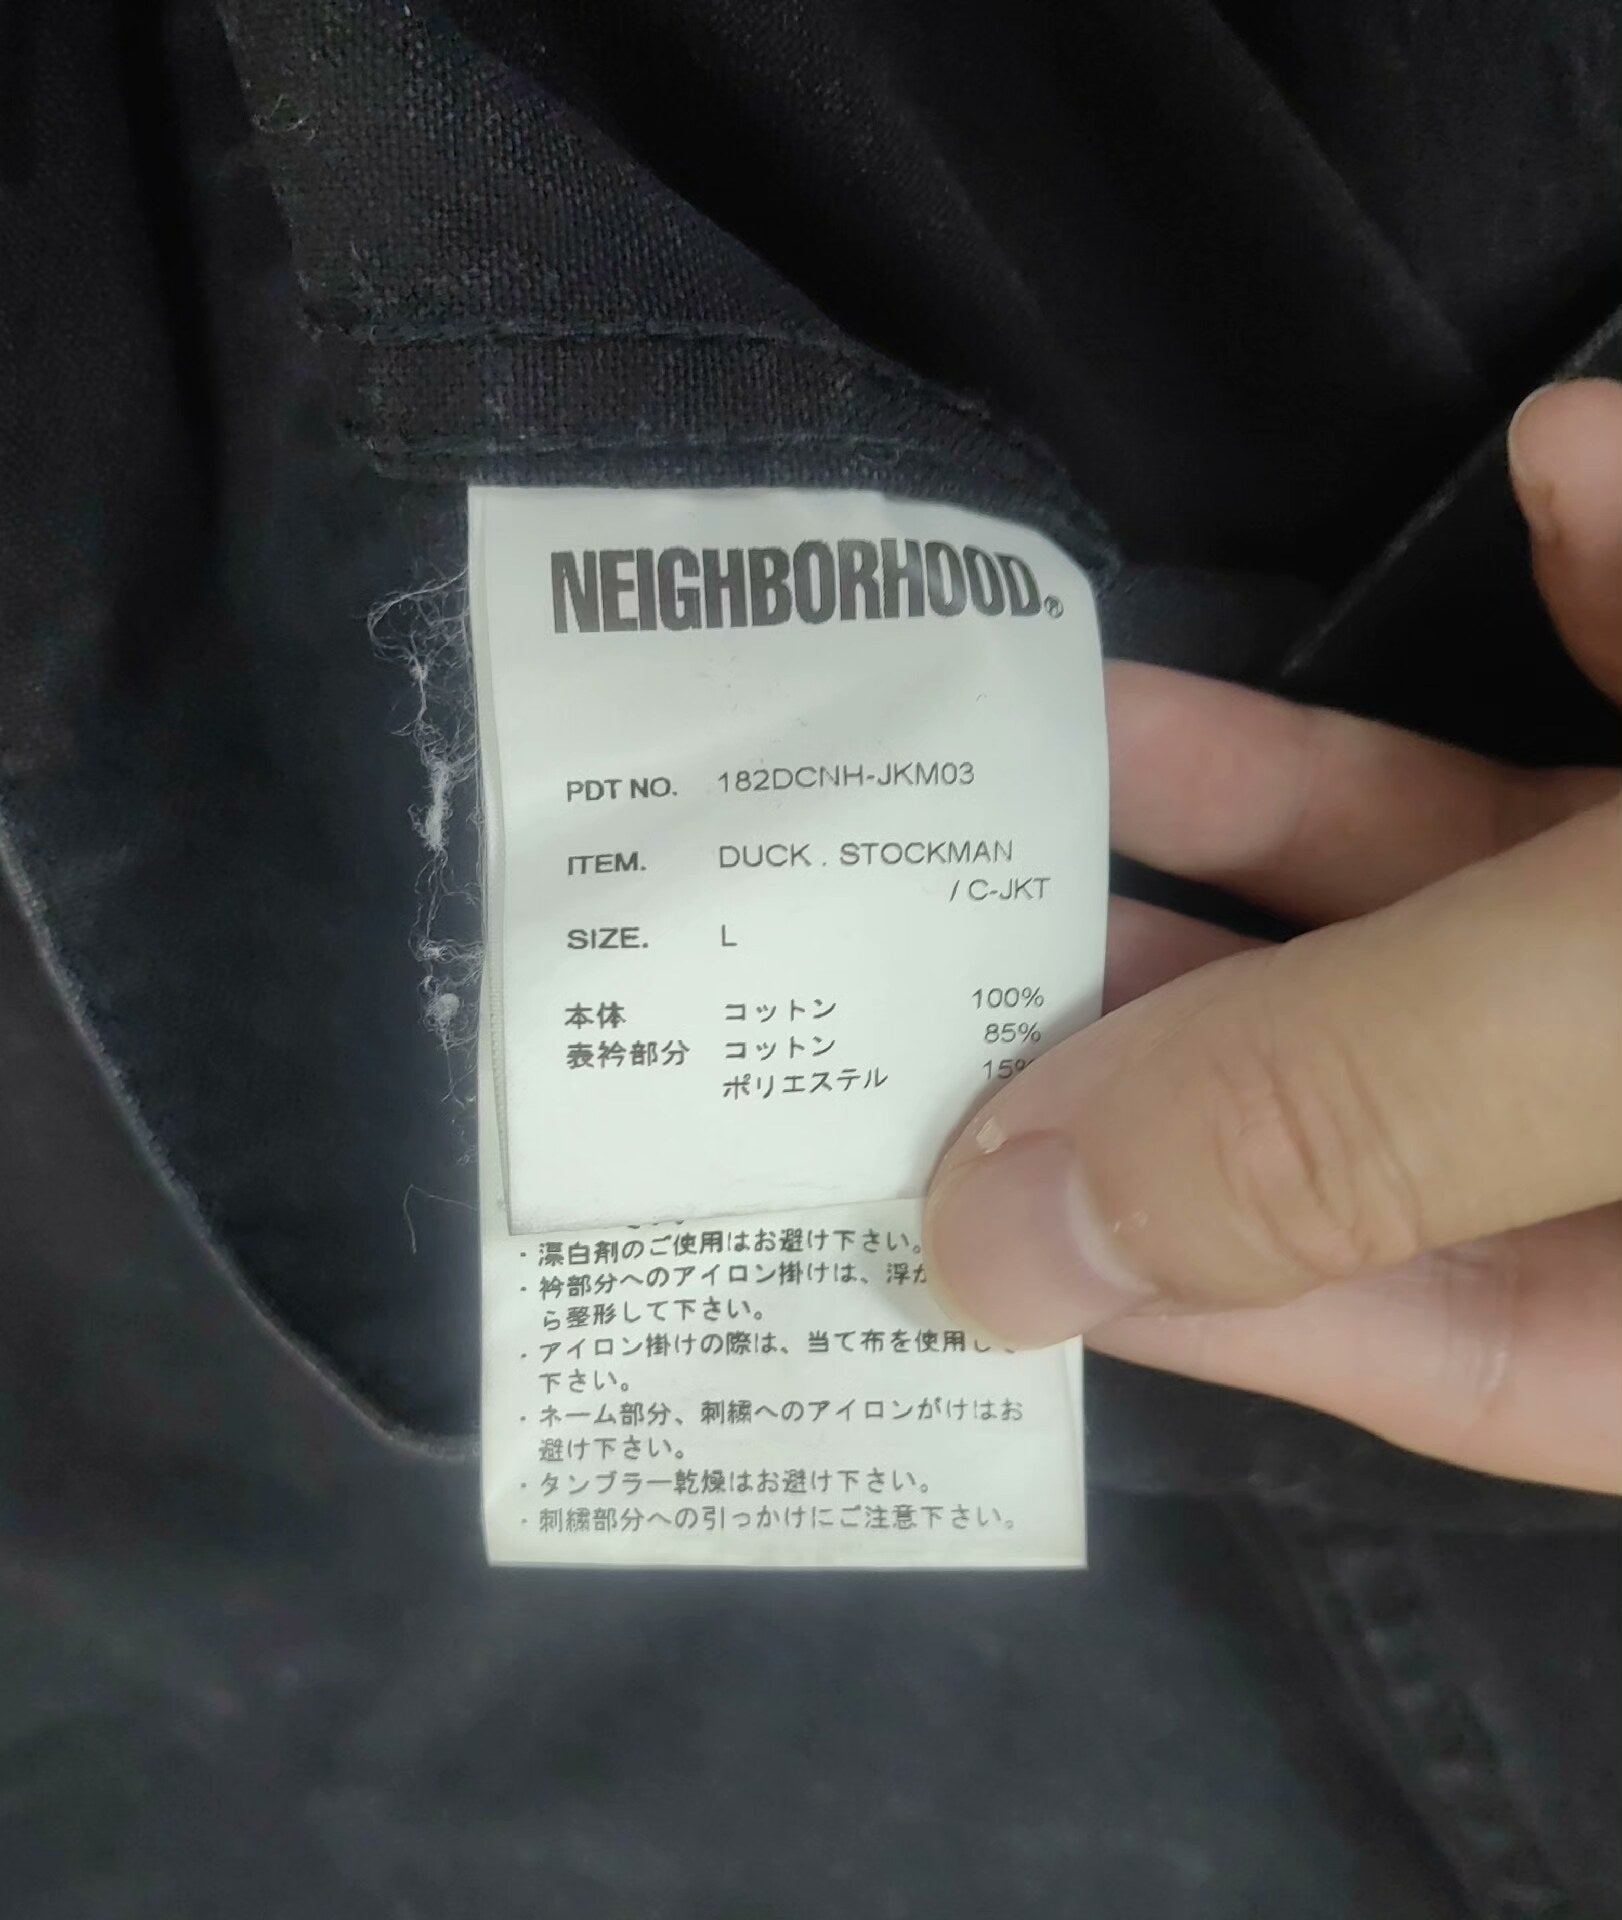 NEIGHBORHOOD®
PDT NO. 182DCNH-JKM03
ITEM. DUCK . STOCKMAN
/ C-JKT
SIZE. L
本体 コットン 100%
表衿部分 コットン 85%
ポリエステル 15%
・漂白剤のご使用はお避け下さい。
・衿部分へのアイロン掛けは、浮か
ら整形して下さい。
・アイロン掛けの際は、当て布を使用して
下さい。
・ネーム部分、刺繍へのアイロンがけはお
避け下さい。
・タンブラー乾燥はお避け下さい。
・刺繍部分への引っかけにご注意下さい。